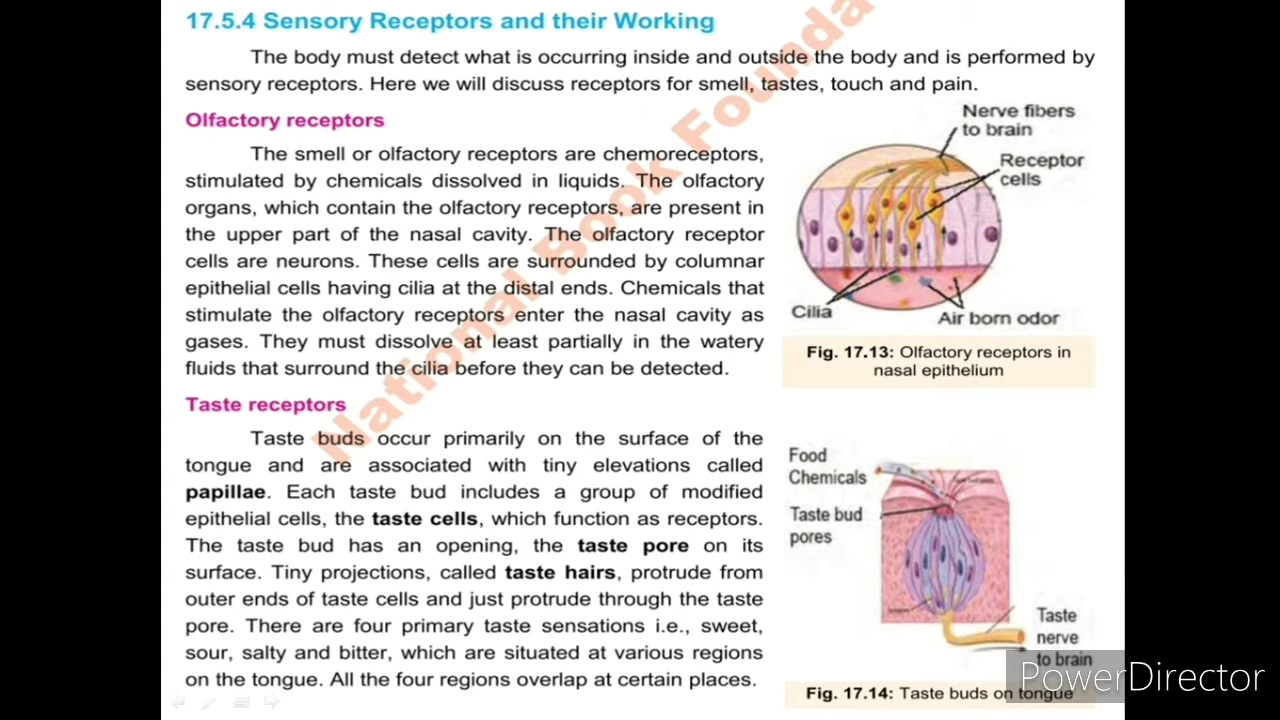 17.5.4 Sensory Receptors and their Working
The body must detect what is occurring inside and outside the body and is performed by
sensory receptors. Here we will discuss receptors for smell, tastes, touch and pain.
Olfactory receptors
The smell or olfactory receptors are chemoreceptors,
stimulated by chemicals dissolved in liquids. The olfactory
organs, which contain the olfactory receptors, are present in
the upper part of the nasal cavity. The olfactory receptor
cells are neurons. These cells are surrounded by columnar
epithelial cells having cilia at the distal ends. Chemicals that
stimulate the olfactory receptors enter the nasal cavity as
gases. They must dissolve at least partially in the watery
fluids that surround the cilia before they can be detected.
Nerve fibers
to brain
Receptor
cells
Cilia
Air born odor
Fig. 17.13: Olfactory receptors in
nasal epithelium
Taste receptors
Taste buds occur primarily on the surface of the
tongue and are associated with tiny elevations called
papillae. Each taste bud includes a group of modified
epithelial cells, the taste cells, which function as receptors.
The taste bud has an opening, the taste pore on its
surface. Tiny projections, called taste hairs, protrude from
outer ends of taste cells and just protrude through the taste
pore. There are four primary taste sensations i.e., sweet,
sour, salty and bitter, which are situated at various regions
on the tongue. All the four regions overlap at certain places.
Food
Chemicals
Taste bud
pores
Taste
nerve
to brain
Fig. 17.14: Taste buds on tongue
National Book Founda
PowerDirector